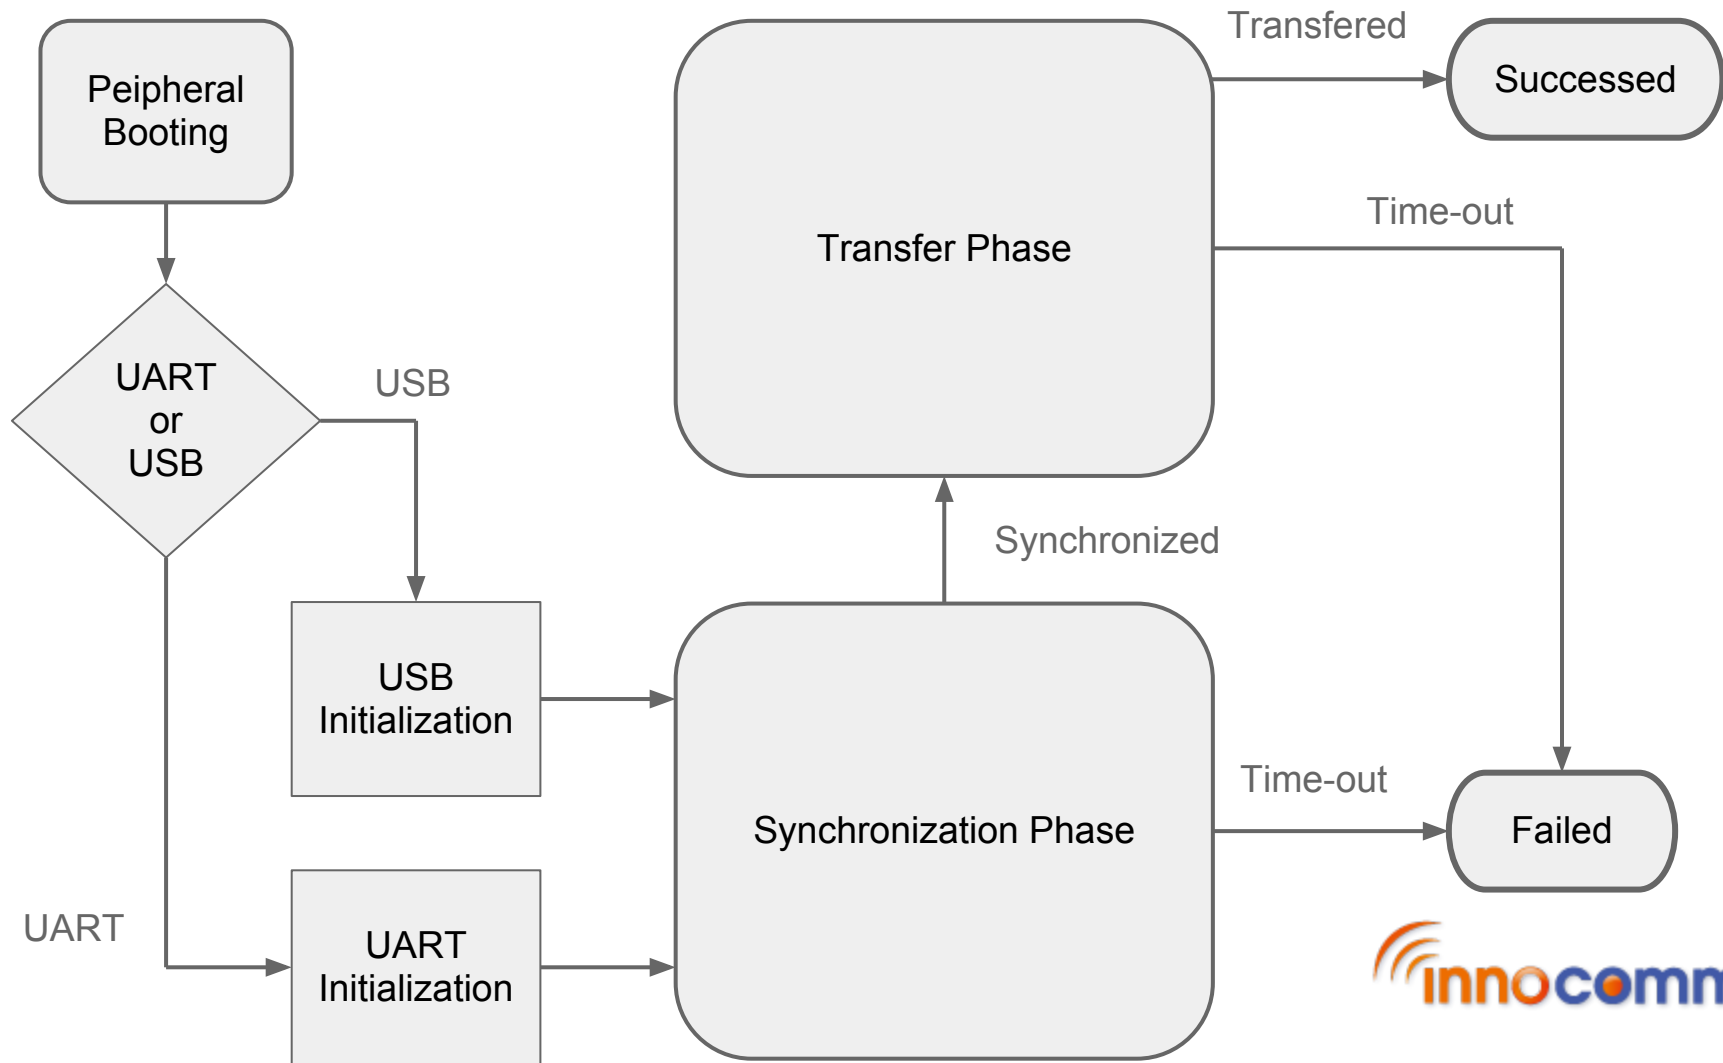 Peipheral
Booting
UART
or
USB
USB
UART
USB
Initialization
UART
Initialization
Transfer Phase
Synchronized
Synchronization Phase
Transfered
Successed
Time-out
Time-out
Failed
innocomm